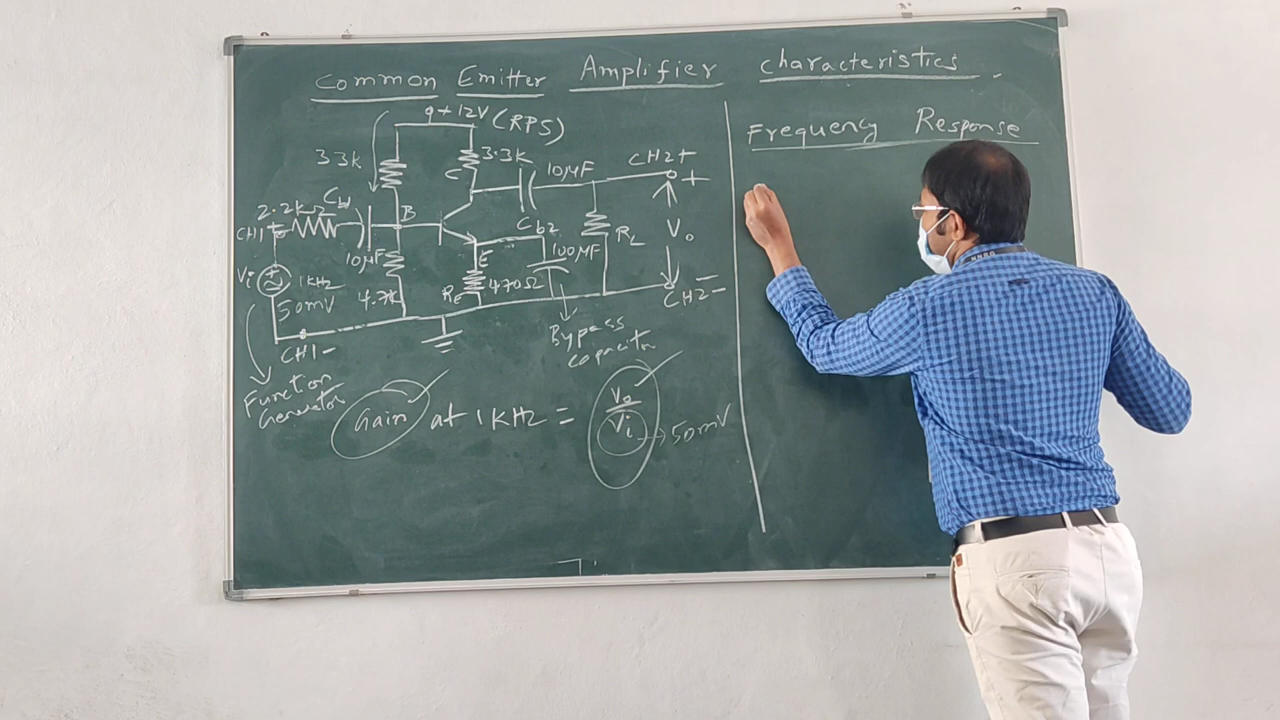 Common Emitter Amplifier characteristics.
Frequency Response
+12V (RPS)
33k
3.3k
C
10μF
CH2+
+
2.2kΩ
CH1+
B
Cb2
RL
Vo
E
100μF
10μF
Vi
1KHz
50mV
4.7k
RE
470Ω
CH2-
CH1-
Bypass
capacitor
Function
Generator
Gain at 1KHz = Vo
Vi → 50mV